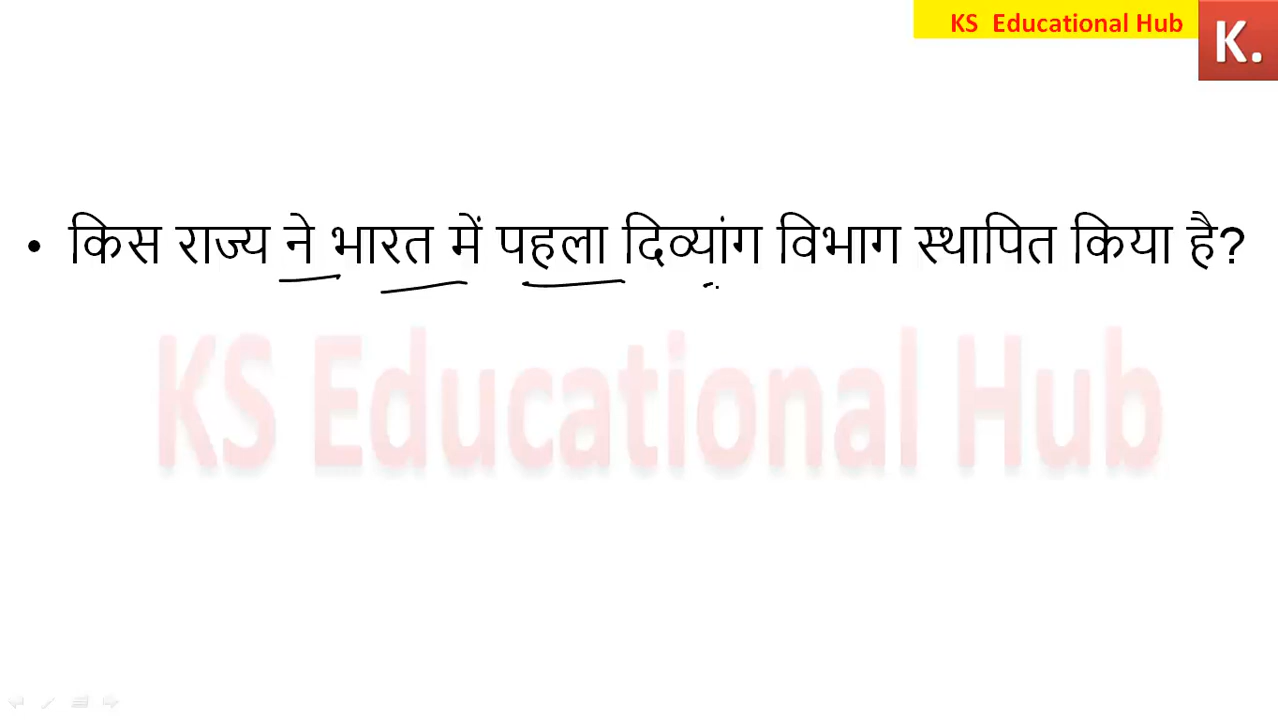 KS Educational Hub
K.
• किस राज्य ने भारत में पहला दिव्यांग विभाग स्थापित किया है?
KS Educational Hub